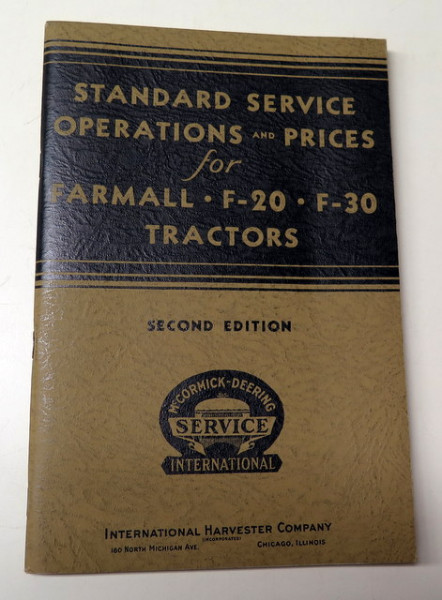 STANDARD SERVICE
OPERATIONS AND PRICES
for
FARMALL • F-20 • F-30
TRACTORS
SECOND EDITION
McCORMICK-DEERING
SERVICE
INTERNATIONAL
INTERNATIONAL HARVESTER COMPANY
(INCORPORATED)
180 NORTH MICHIGAN AVE. CHICAGO, ILLINOIS